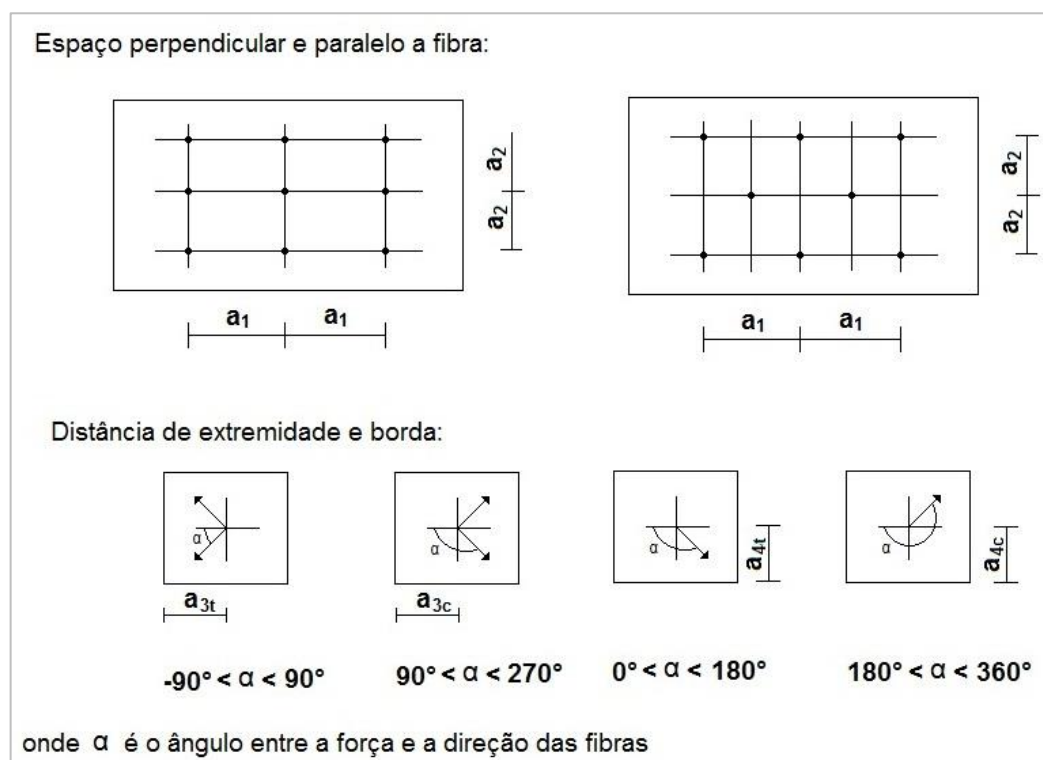 Espaço perpendicular e paralelo a fibra:
a2
a2
a1 a1
a2
a2
a1 a1
Distância de extremidade e borda:
α
a3t
α
a3c
α
a4t
α
a4c
-90° < α < 90°
90° < α < 270°
0° < α < 180°
180° < α < 360°
onde α é o ângulo entre a força e a direção das fibras